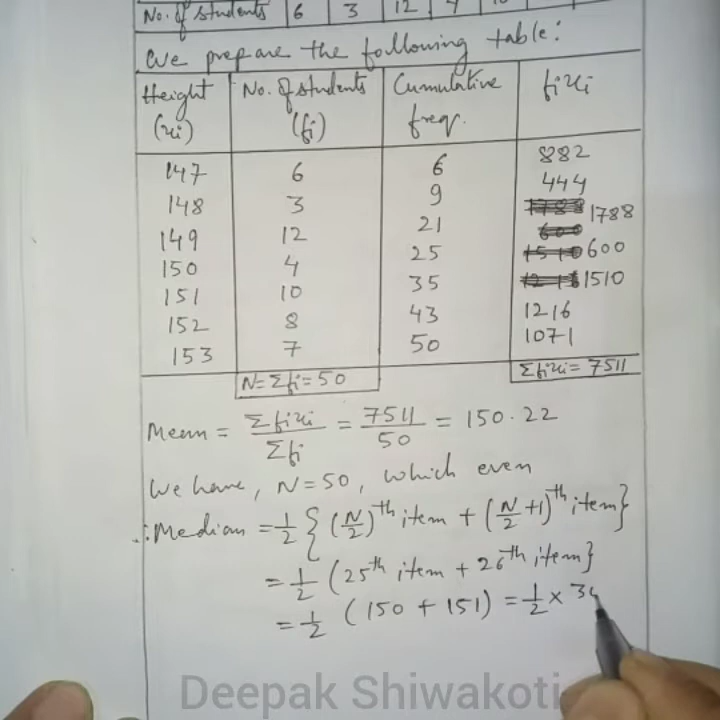 No. of students 6 3 12 4 10
We prepare the following table:
Height (xi) No. of students (fi) Cumulative freq. fixi
147 6 6 882
148 3 9 444
149 12 21 1788
150 4 25 600
151 10 35 1510
152 8 43 1216
153 7 50 1071
N = Σfi = 50 Σfixi = 7511
Mean = Σfixi / Σfi = 7511 / 50 = 150.22
We have, N = 50, which even
∴ Median = 1/2 { (N/2)th item + (N/2 + 1)th item }
= 1/2 (25th item + 26th item}
= 1/2 (150 + 151) = 1/2 × 3
Deepak Shiwakoti